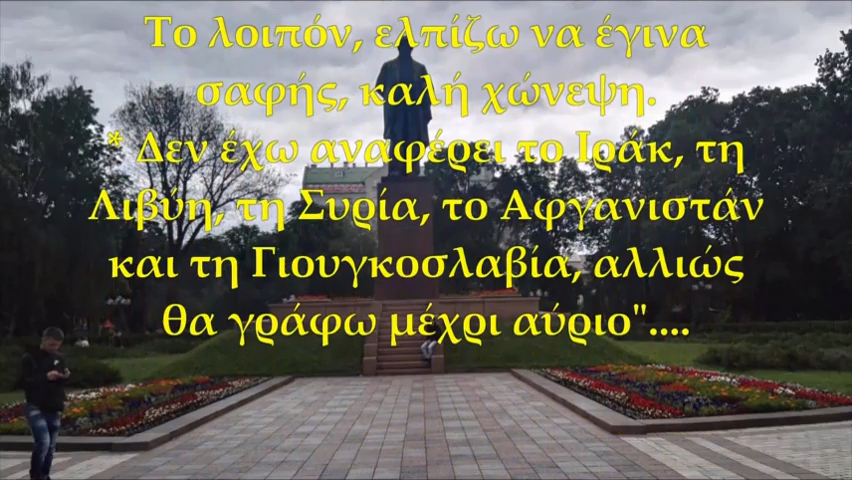 Το λοιπόν, ελπίζω να έγινα
σαφής, καλή χώνεψη.
* Δεν έχω αναφέρει το Ιράκ, τη
Λιβύη, τη Συρία, το Αφγανιστάν
και τη Γιουγκοσλαβία, αλλιώς
θα γράφω μέχρι αύριο"....